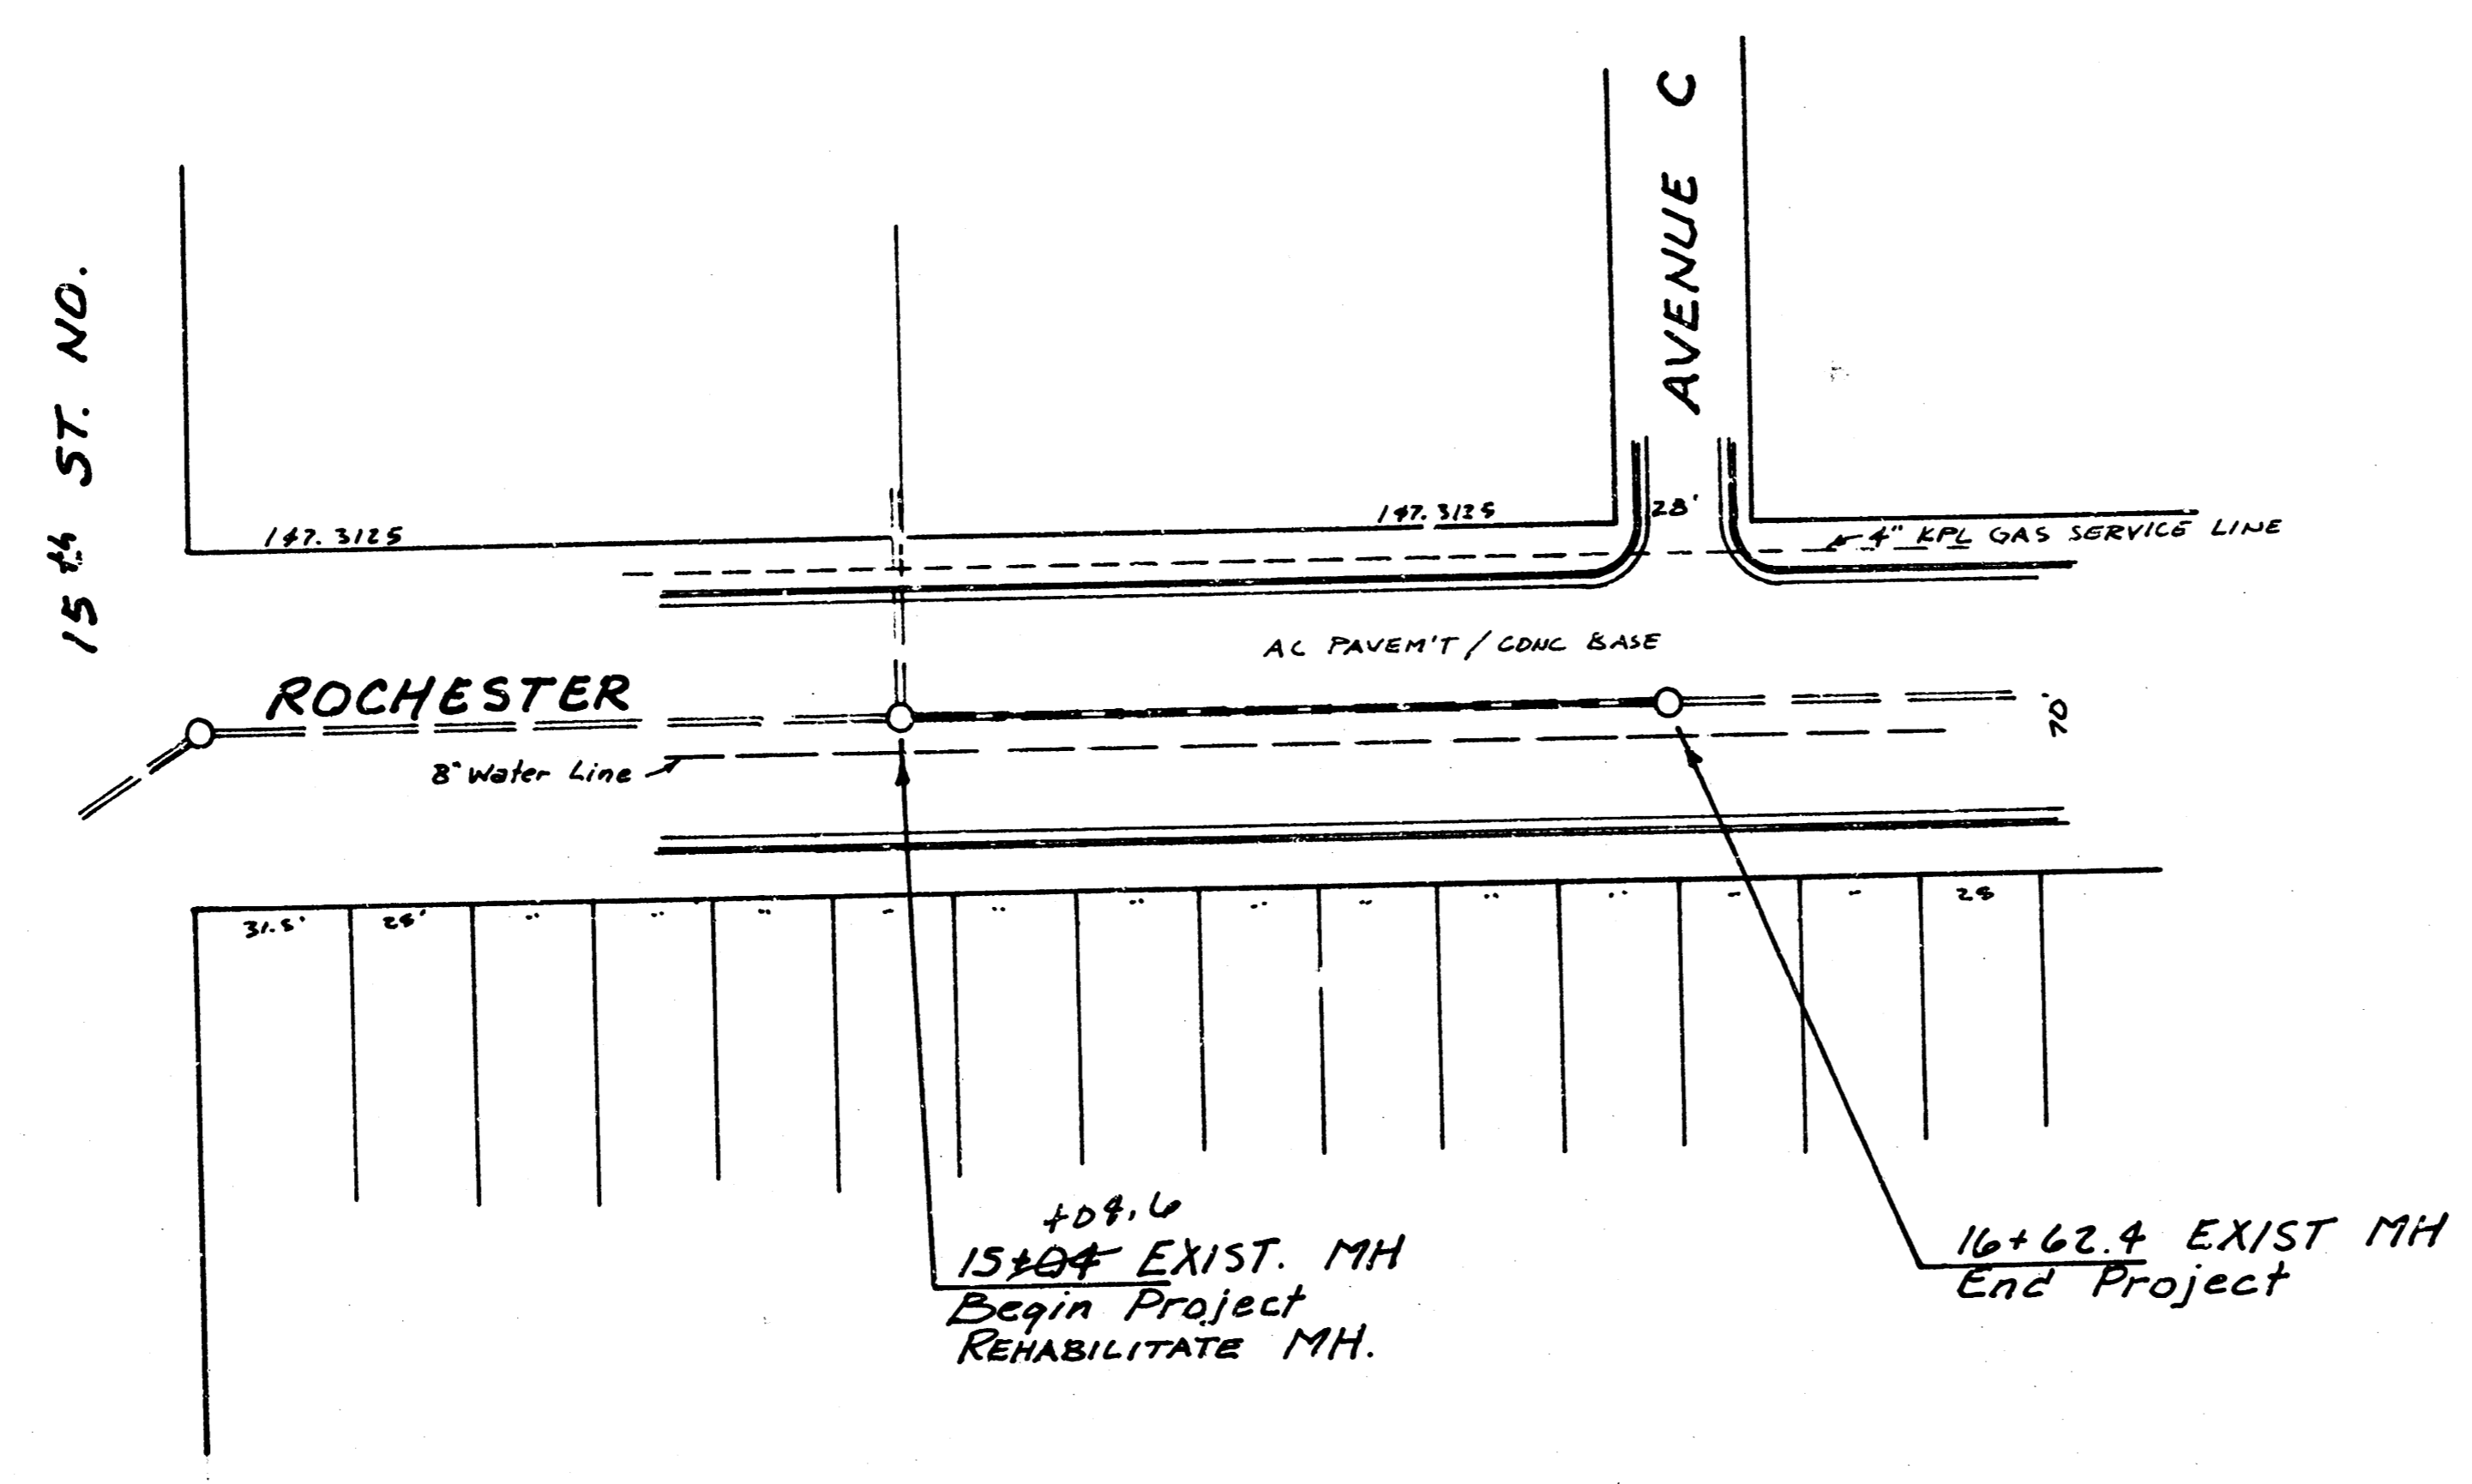 AVENUE C
15th ST. NO.
147.3125
147.3125
28'
4" KPL GAS SERVICE LINE
AC PAVEM'T / CONC BASE
ROCHESTER
70'
8" Water Line
31.5'
25'
"
"
"
"
"
"
"
"
"
"
"
"
25
+04.6
15+04 EXIST. MH
Begin Project
REHABILITATE MH.
16+62.4 EXIST MH
End Project